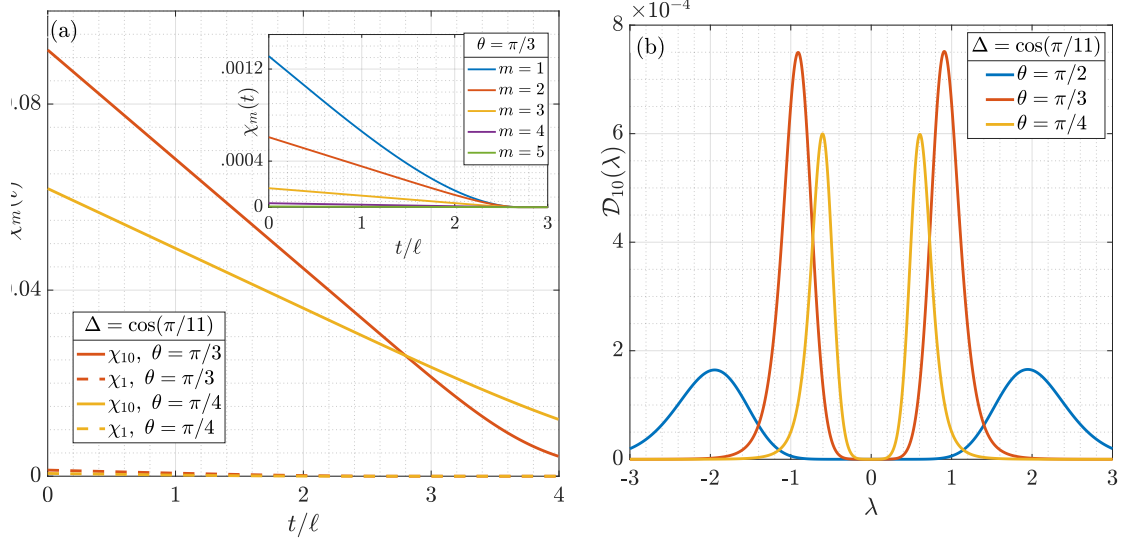 (a)
.08
.04
0
χ_m(t)
0 1 2 3 4
t/ℓ
Δ = cos(π/11)
χ₁₀, θ = π/3
χ₁, θ = π/3
χ₁₀, θ = π/4
χ₁, θ = π/4
.0012
.0004
0
χ_m(t)
0 1 2 3
t/ℓ
θ = π/3
m = 1
m = 2
m = 3
m = 4
m = 5
×10⁻⁴
(b)
8
6
4
2
0
𝒟₁₀(λ)
-3 -2 -1 0 1 2 3
λ
Δ = cos(π/11)
θ = π/2
θ = π/3
θ = π/4